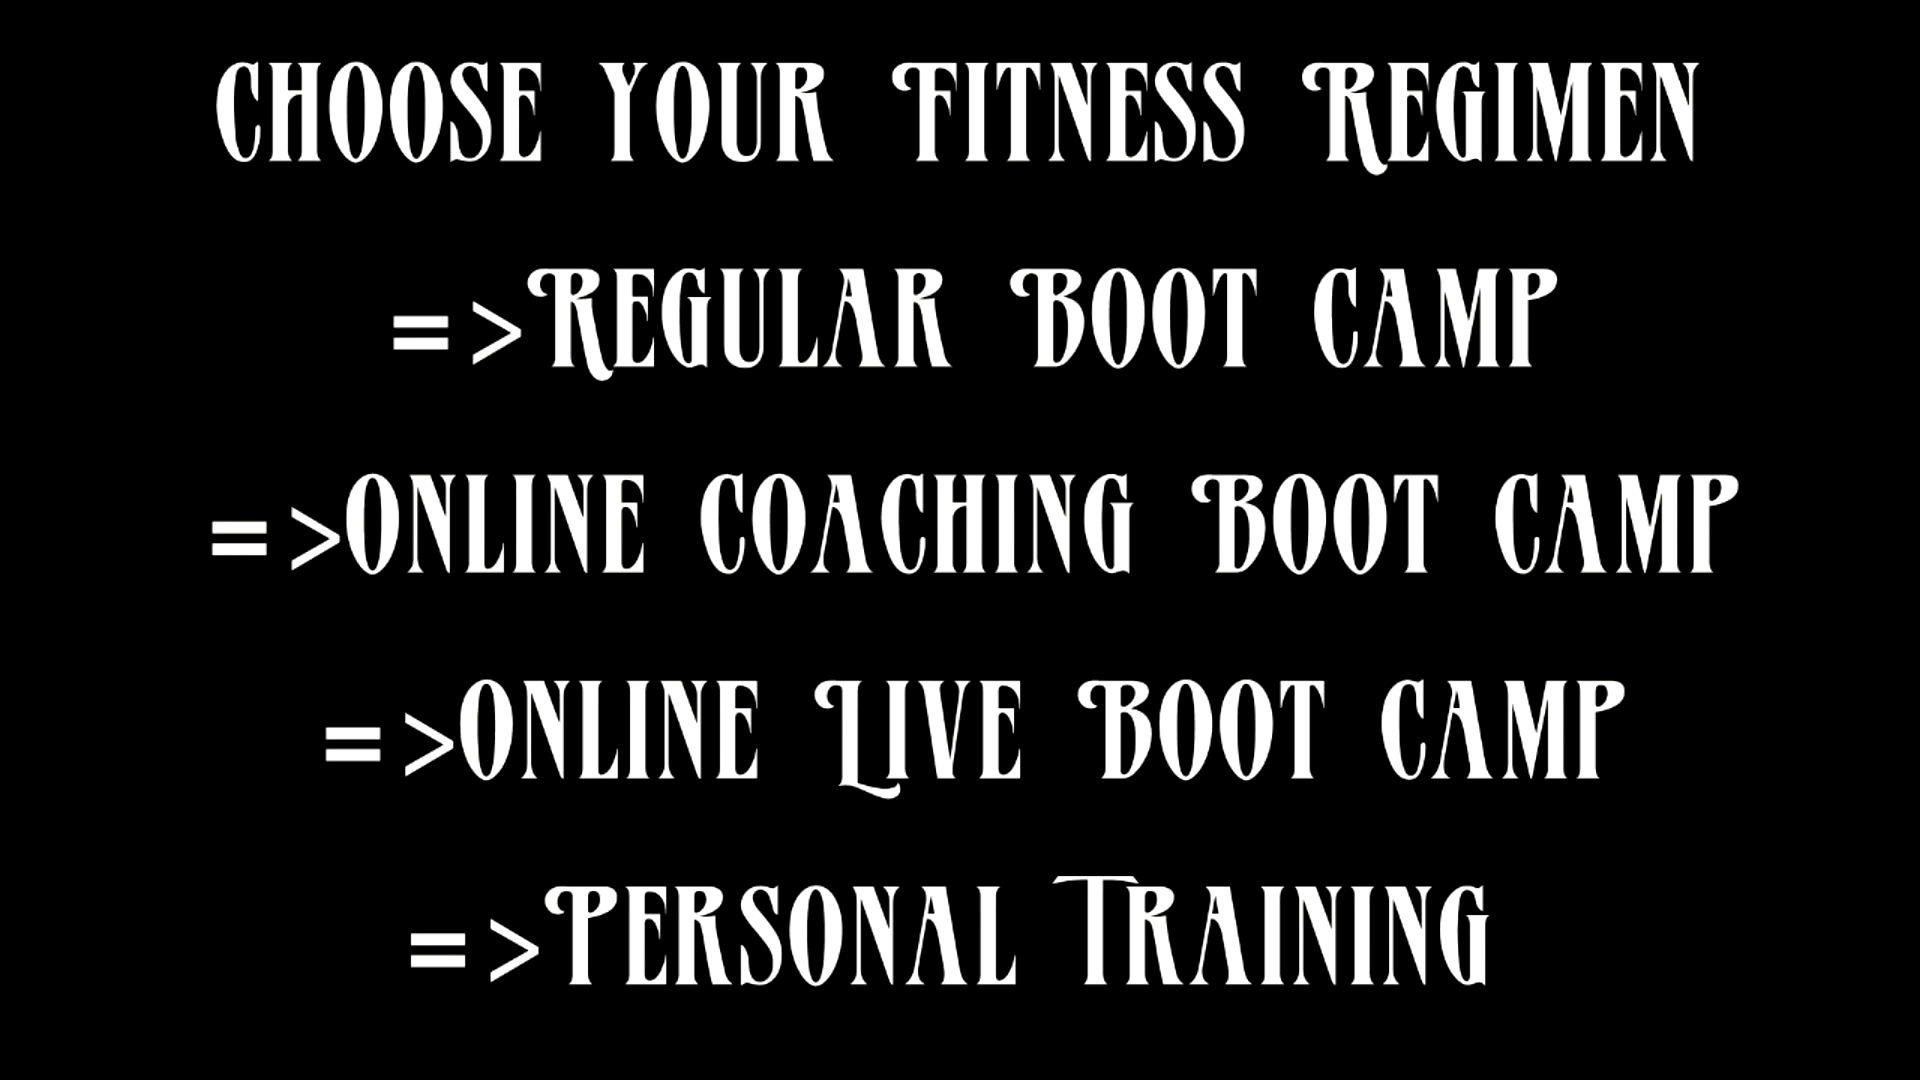 Choose your Fitness Regimen
=>Regular Boot camp
=>Online coaching Boot camp
=>Online Live Boot camp
=>Personal Training